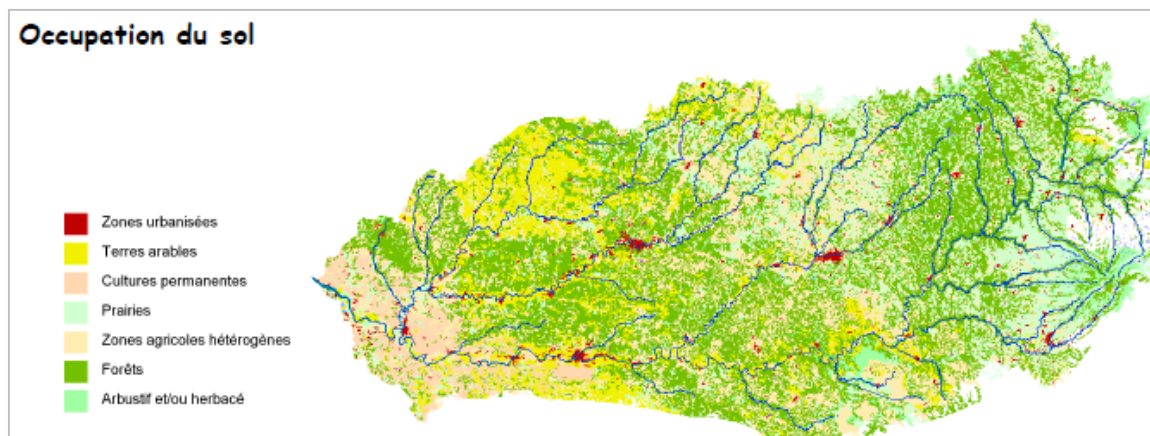 Occupation du sol
Zones urbanisées
Terres arables
Cultures permanentes
Prairies
Zones agricoles hétérogènes
Forêts
Arbustif et/ou herbacé